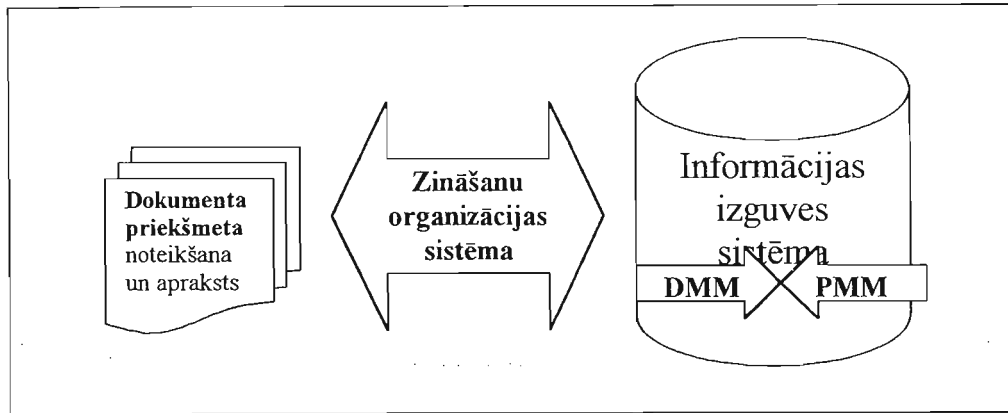 Dokumenta
priekšmeta
noteikšana
un apraksts
Zināšanu
organizācijas
sistēma
Informācijas
izguves
sistēma
DMM PMM